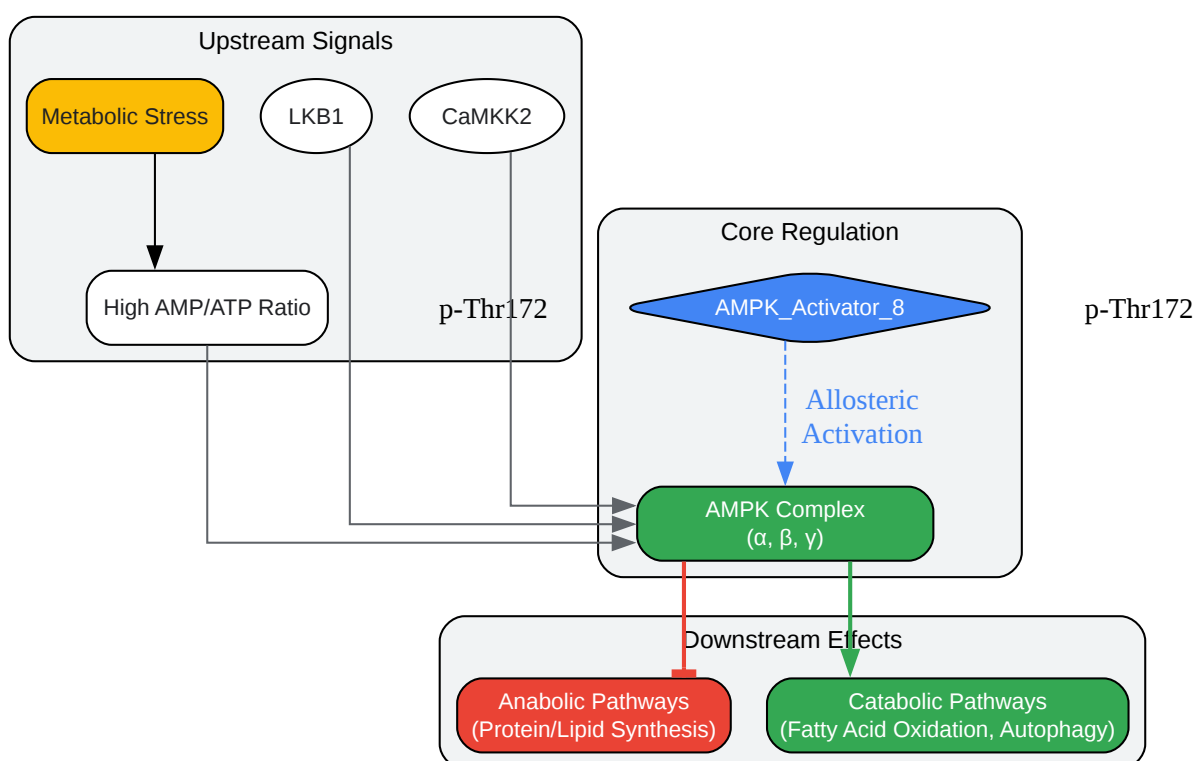 Upstream Signals
Metabolic Stress
LKB1
CaMKK2
High AMP/ATP Ratio
p-Thr172
Core Regulation
AMPK_Activator_8
p-Thr172
Allosteric
Activation
AMPK Complex
(α, β, γ)
Downstream Effects
Anabolic Pathways
(Protein/Lipid Synthesis)
Catabolic Pathways
(Fatty Acid Oxidation, Autophagy)